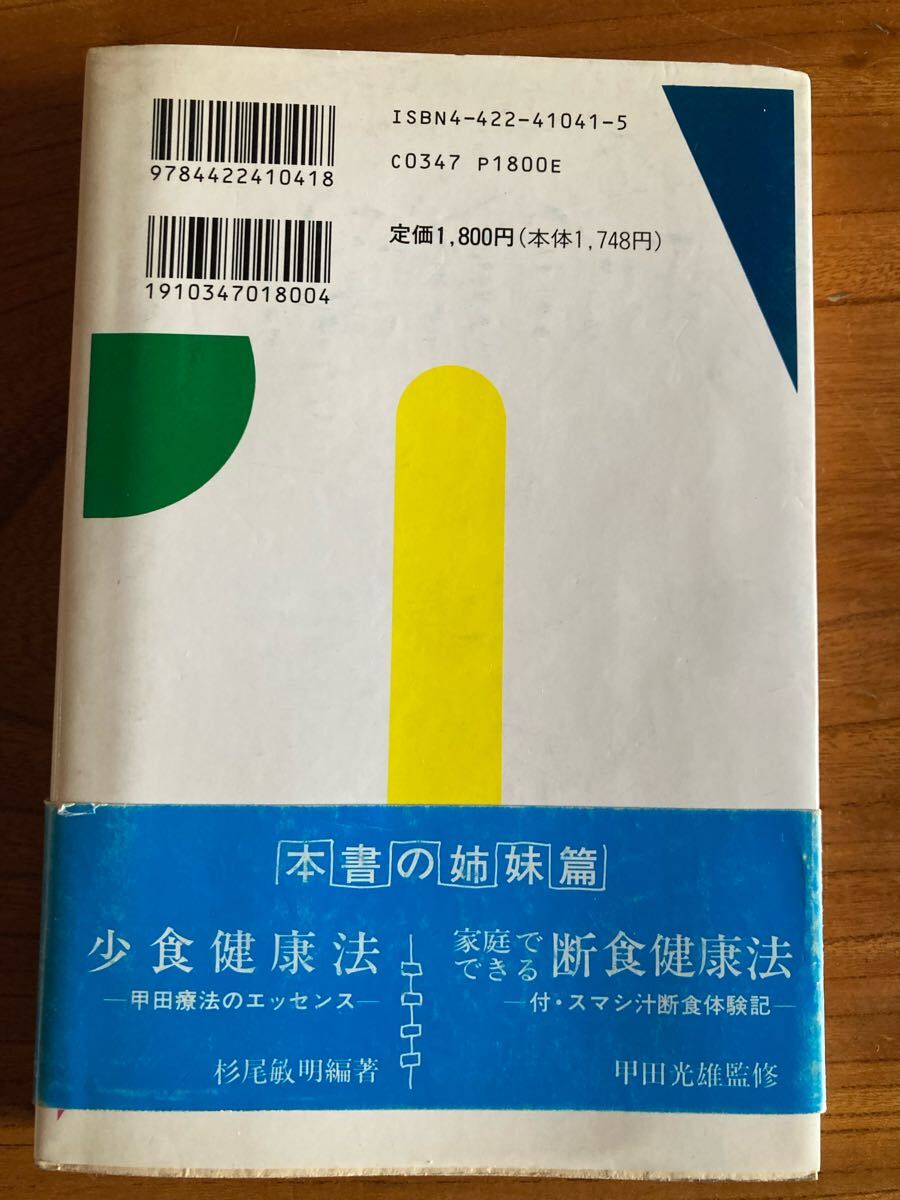 ISBN4-422-41041-5
C0347 P1800E
9784422410418
定価1,800円(本体1,748円)
1910347018004
本書の姉妹篇
家庭で
できる
断食健康法
―付・スマシ汁断食体験記―
甲田光雄監修
少食健康法
―甲田療法のエッセンス―
杉尾敏明編著